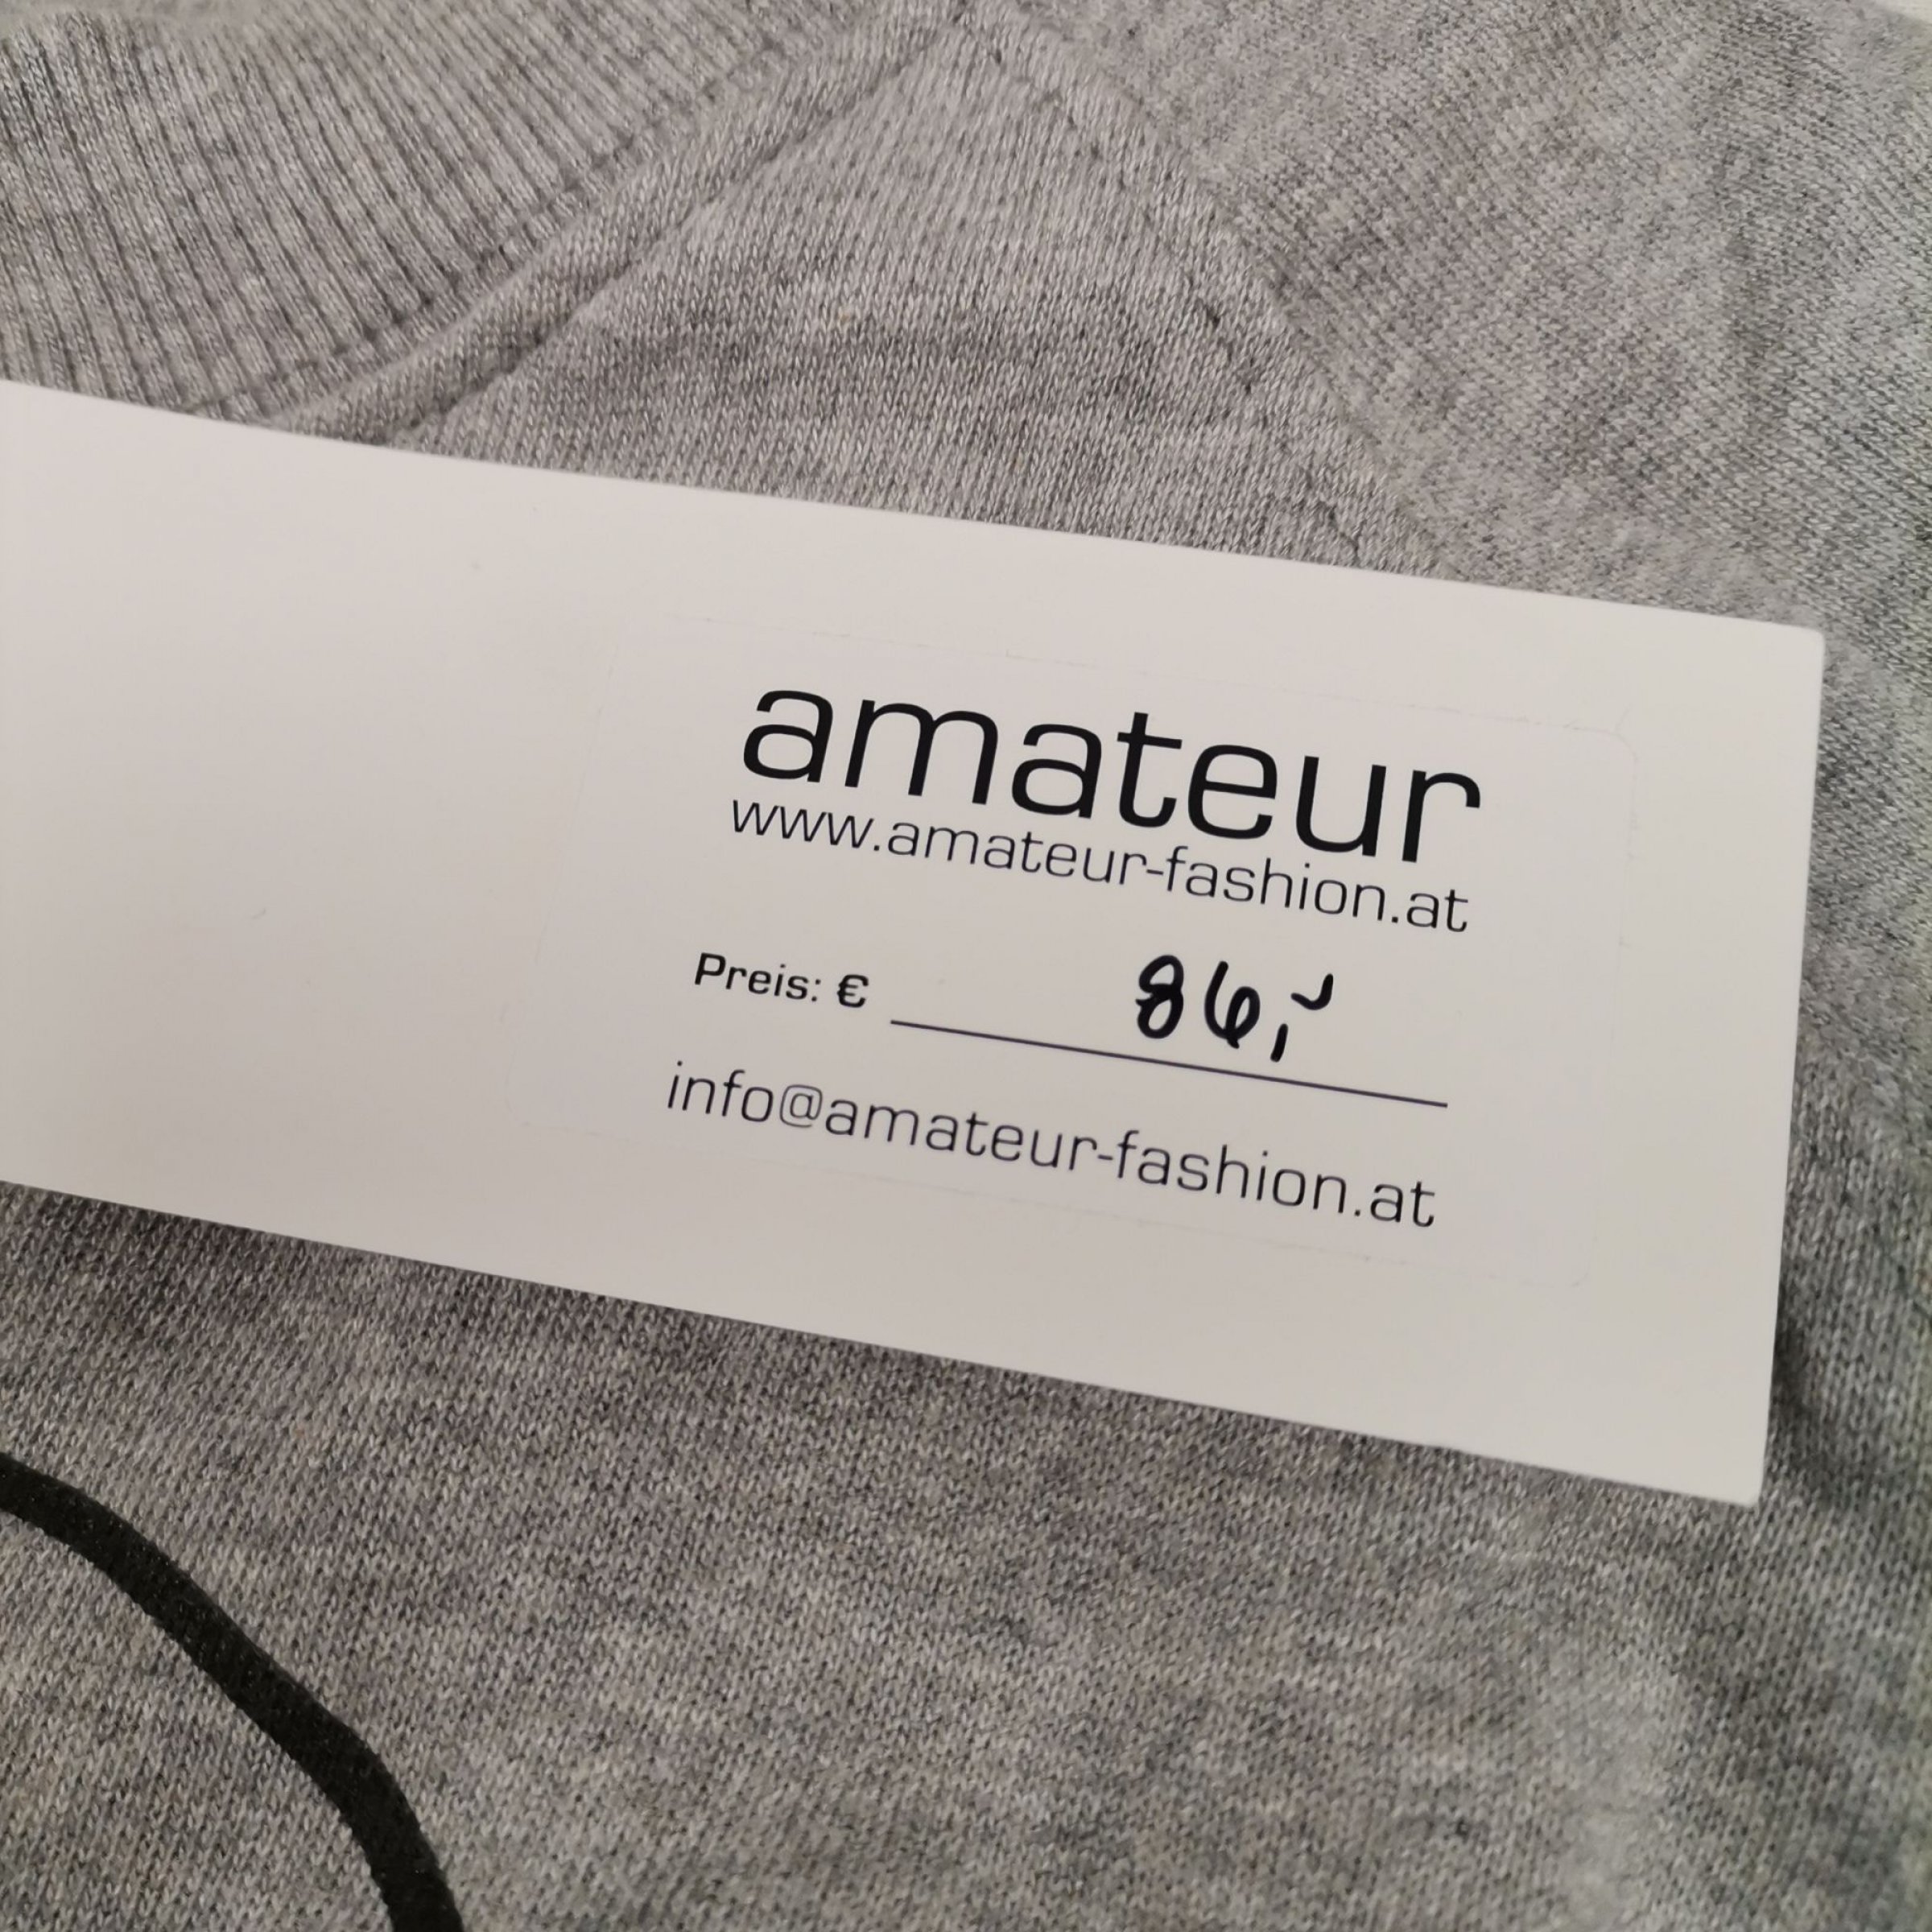 amateur
www.amateur-fashion.at
Preis: € 86,-
info@amateur-fashion.at